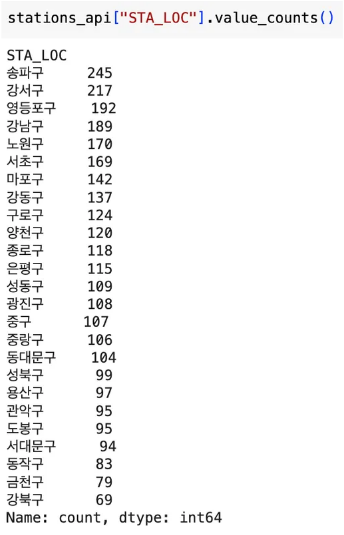 stations_api["STA_LOC"].value_counts()
STA_LOC
송파구 245
강서구 217
영등포구 192
강남구 189
노원구 170
서초구 169
마포구 142
강동구 137
구로구 124
양천구 120
종로구 118
은평구 115
성동구 109
광진구 108
중구 107
중랑구 106
동대문구 104
성북구 99
용산구 97
관악구 95
도봉구 95
서대문구 94
동작구 83
금천구 79
강북구 69
Name: count, dtype: int64